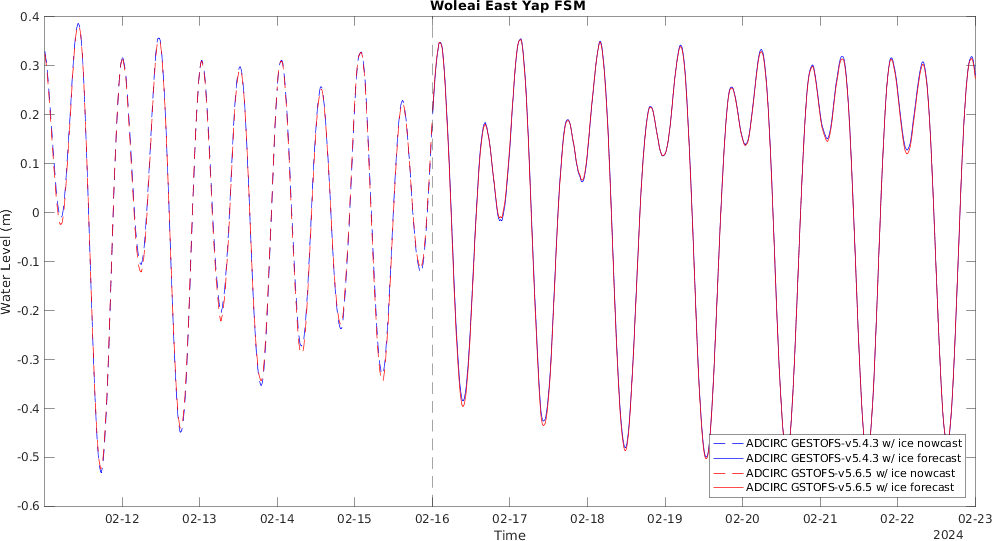 Woleai East Yap FSM
0.4
0.3
0.2
0.1
0
-0.1
-0.2
-0.3
-0.4
-0.5
-0.6
Water Level (m)
ADCIRC GESTOFS-v5.4.3 w/ ice nowcast
ADCIRC GESTOFS-v5.4.3 w/ ice forecast
ADCIRC GSTOFS-v5.6.5 w/ ice nowcast
ADCIRC GSTOFS-v5.6.5 w/ ice forecast
02-12 02-13 02-14 02-15 02-16 02-17 02-18 02-19 02-20 02-21 02-22 02-23
Time
2024